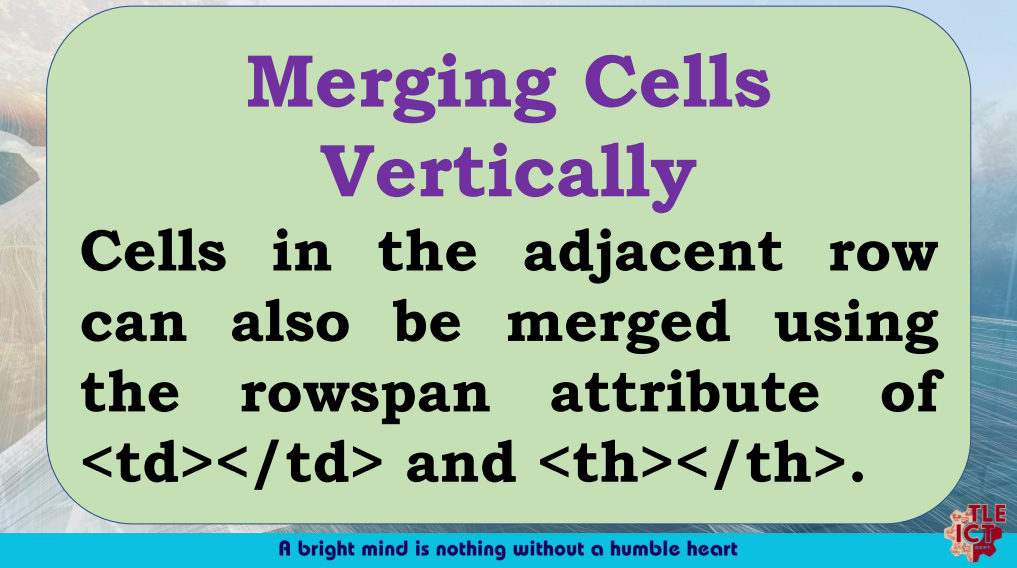 Merging Cells
Vertically
Cells in the adjacent row
can also be merged using
the rowspan attribute of
<td></td> and <th></th>.
A bright mind is nothing without a humble heart
TLE
ICT
DEPT.